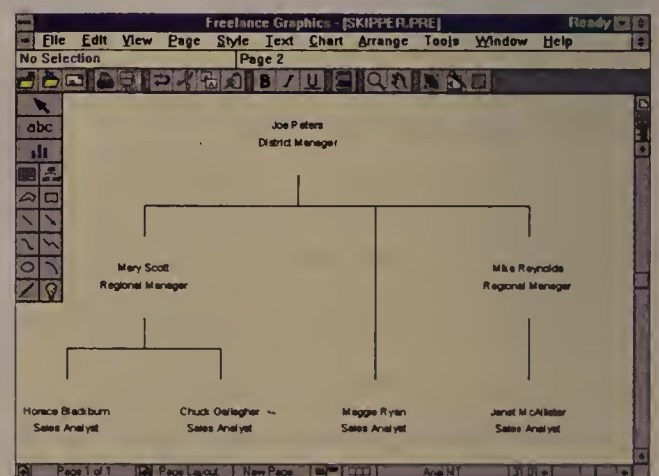 Freelance Graphics - [SKIPPER.PRE] Ready
File Edit View Page Style Text Chart Arrange Tools Window Help
No Selection Page 2
B I U
abc
Joe Peters
District Manager
Mary Scott
Regional Manager
Mike Reynolds
Regional Manager
Horace Blackburn
Sales Analyst
Chuck Gallagher
Sales Analyst
Maggie Ryan
Sales Analyst
Janet McAllister
Sales Analyst
Page 1 of 1 Page Layout New Page Arial MT